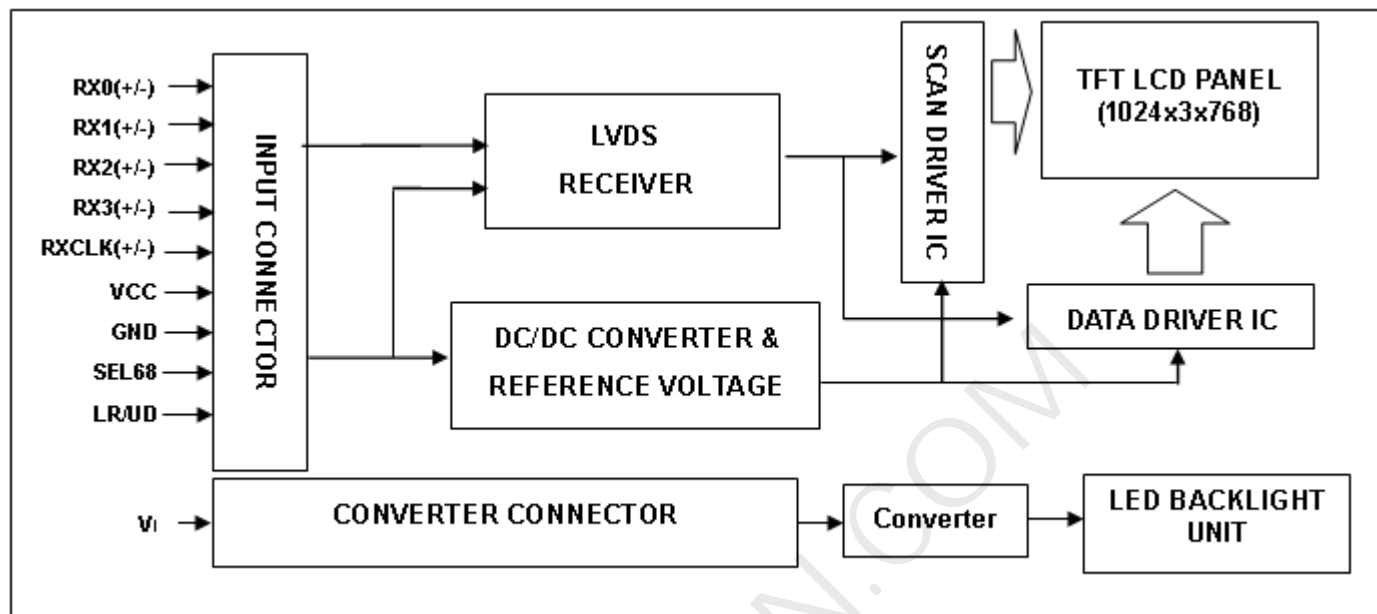 RX0(+/-)
RX1(+/-)
RX2(+/-)
RX3(+/-)
RXCLK(+/-)
VCC
GND
SEL68
LR/UD
INPUT CONNECTOR
LVDS
RECEIVER
DC/DC CONVERTER &
REFERENCE VOLTAGE
SCAN DRIVER IC
TFT LCD PANEL
(1024x3x768)
DATA DRIVER IC
VI
CONVERTER CONNECTOR
Converter
LED BACKLIGHT
UNIT
N.COM